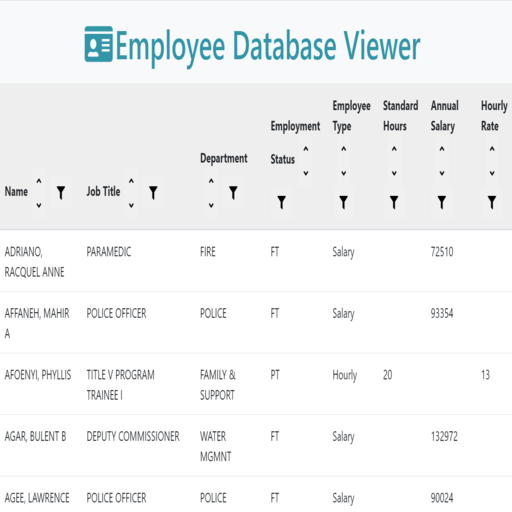 Employee Database Viewer
Name
Job Title
Department
Employment
Status
Employee
Type
Standard
Hours
Annual
Salary
Hourly
Rate
ADRIANO,
RACQUEL ANNE
PARAMEDIC
FIRE
FT
Salary
72510
AFFANEH, MAHIR
A
POLICE OFFICER
POLICE
FT
Salary
93354
AFOENYI, PHYLLIS
TITLE V PROGRAM
TRAINEE I
FAMILY &
SUPPORT
PT
Hourly
20
13
AGAR, BULENT B
DEPUTY COMMISSIONER
WATER
MGMNT
FT
Salary
132972
AGEE, LAWRENCE
POLICE OFFICER
POLICE
FT
Salary
90024